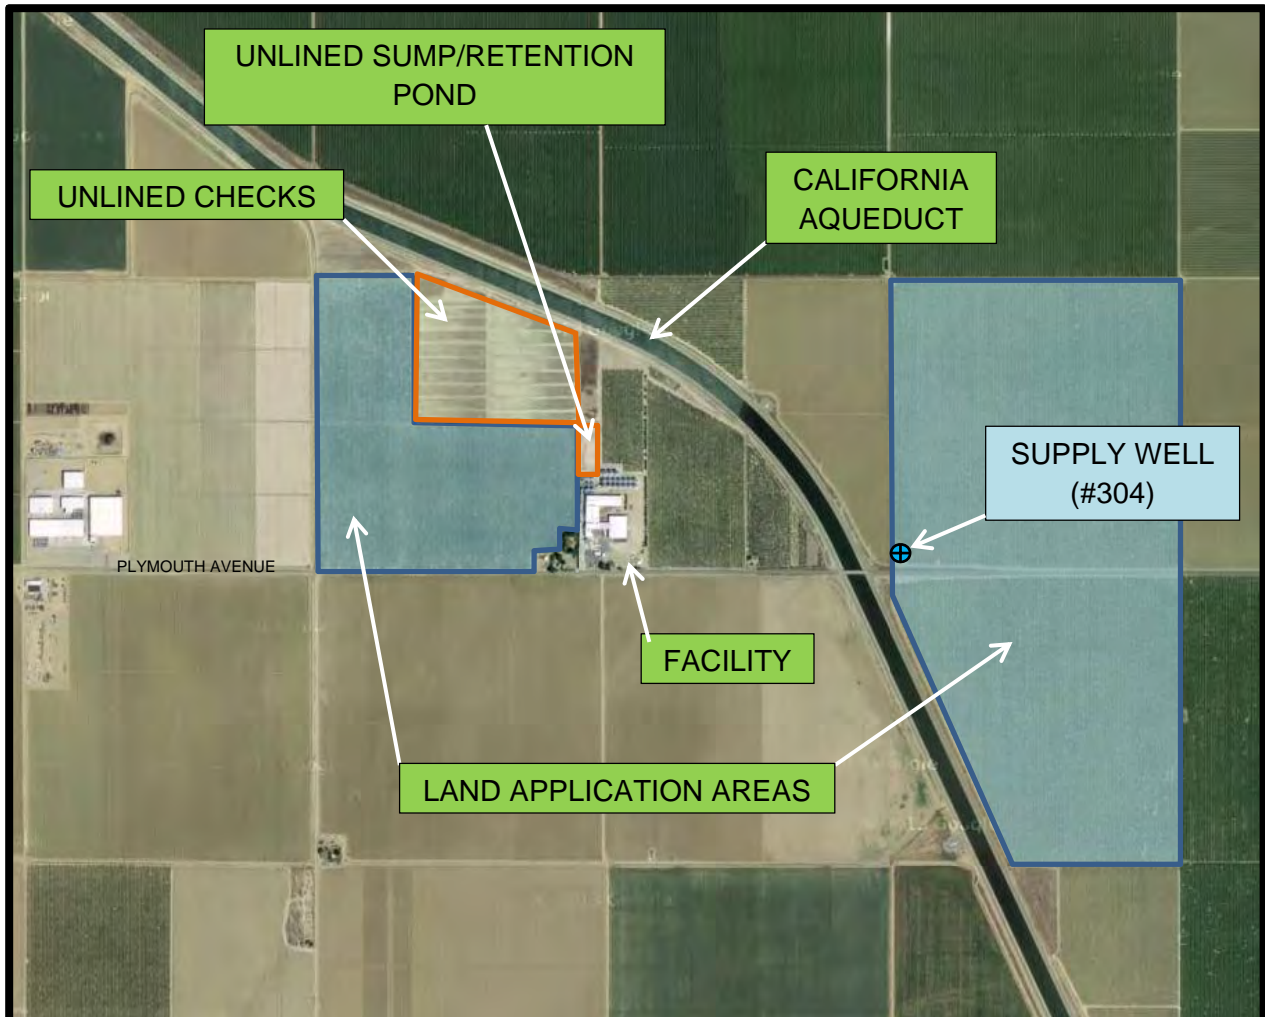 UNLINED SUMP/RETENTION
POND
UNLINED CHECKS
CALIFORNIA
AQUEDUCT
SUPPLY WELL
(#304)
PLYMOUTH AVENUE
FACILITY
LAND APPLICATION AREAS